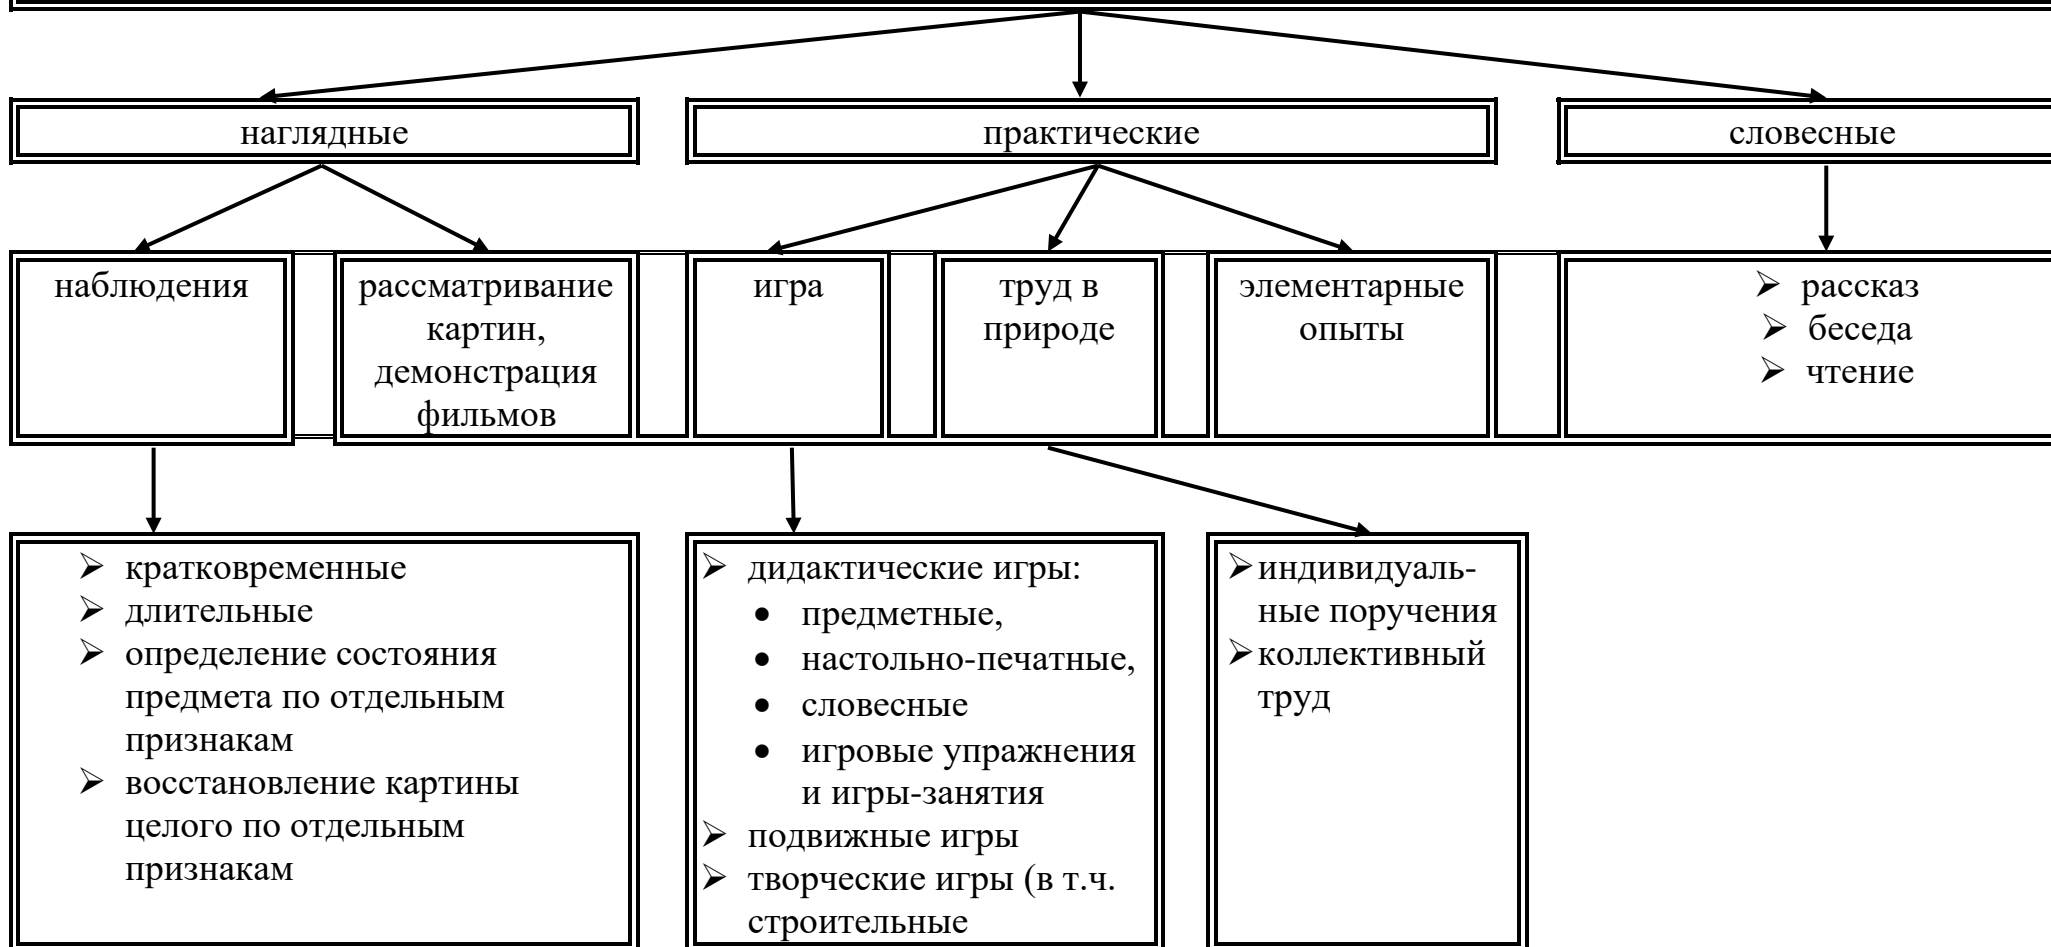 наглядные
практические
словесные
наблюдения
рассматривание
картин,
демонстрация
фильмов
игра
труд в
природе
элементарные
опыты
➢ рассказ
➢ беседа
➢ чтение
➢ кратковременные
➢ длительные
➢ определение состояния
предмета по отдельным
признакам
➢ восстановление картины
целого по отдельным
признакам
➢ дидактические игры:
• предметные,
• настольно-печатные,
• словесные
• игровые упражнения
и игры-занятия
➢ подвижные игры
➢ творческие игры (в т.ч.
строительные
➢ индивидуаль-
ные поручения
➢ коллективный
труд